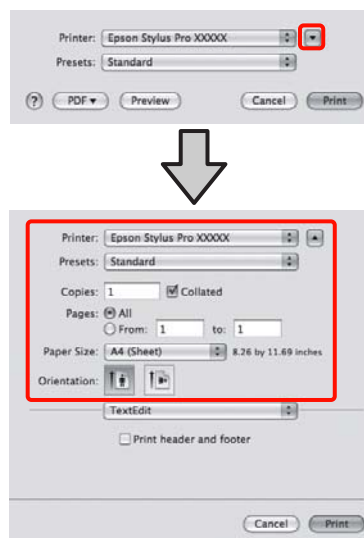 Printer: Epson Stylus Pro XXXXX
Presets: Standard
? PDF▼ Preview Cancel Print
Printer: Epson Stylus Pro XXXXX
Presets: Standard
Copies: 1 Collated
Pages: All
From: 1 to: 1
Paper Size: A4 (Sheet) 8.26 by 11.69 inches
Orientation:
TextEdit
Print header and footer
Cancel Print